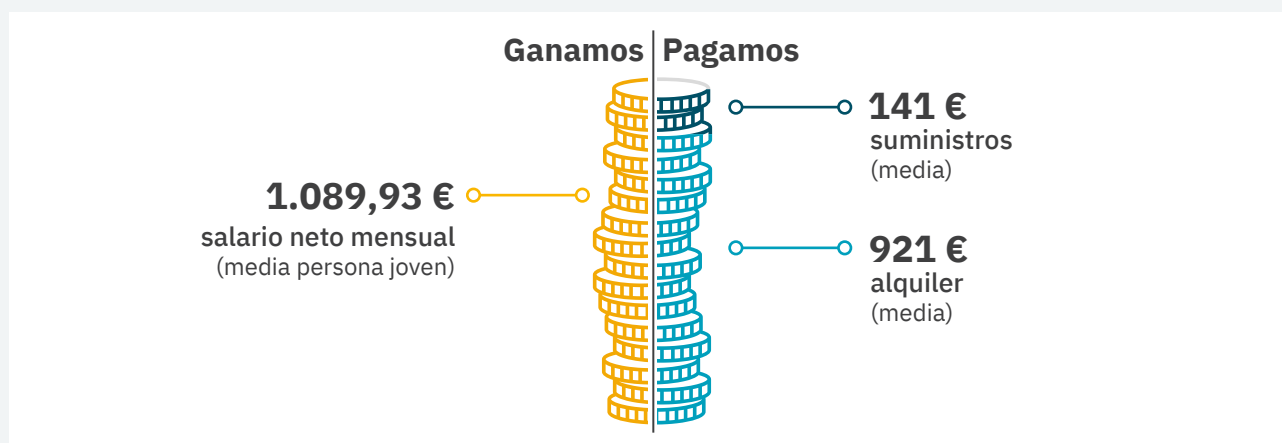 Ganamos
Pagamos
1.089,93 €
salario neto mensual
(media persona joven)
141 €
suministros
(media)
921 €
alquiler
(media)